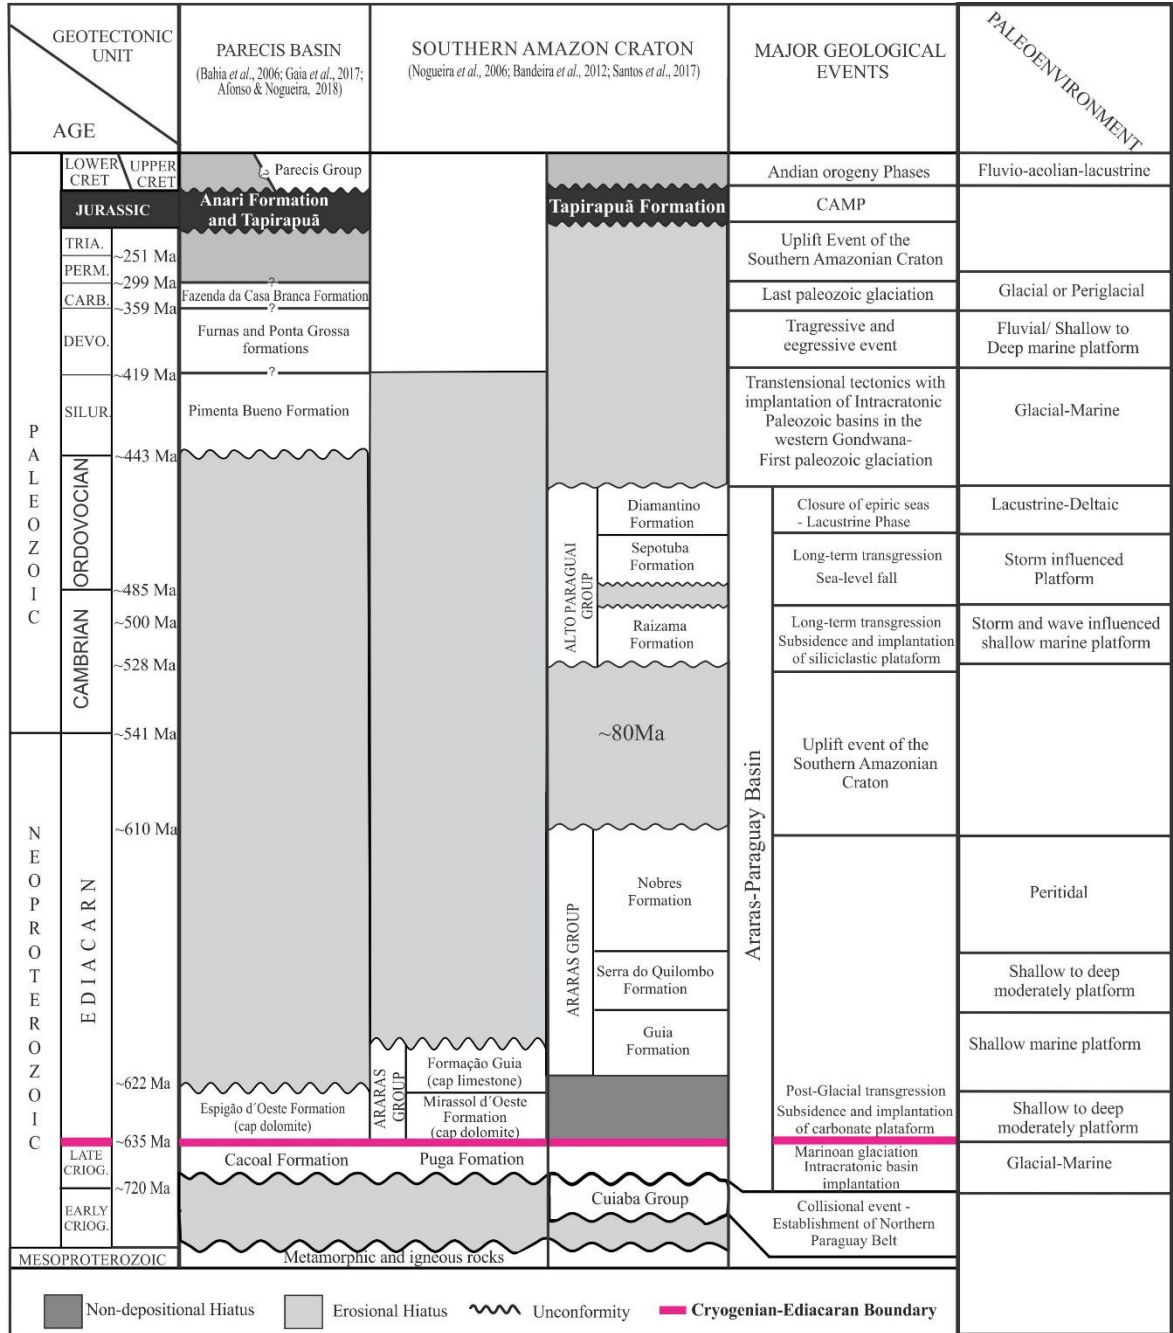 GEOTECTONIC
UNIT
AGE
PARECIS BASIN
(Bahia et al., 2006; Gaia et al., 2017;
Afonso & Nogueira, 2018)
SOUTHERN AMAZON CRATON
(Nogueira et al., 2006; Bandeira et al., 2012; Santos et al., 2017)
MAJOR GEOLOGICAL
EVENTS
PALEOENVIRONMENT
LOWER
CRET
UPPER
CRET
Parecis Group
Andian orogeny Phases
Fluvio-aeolian-lacustrine
JURASSIC
Anari Formation
and Tapirapuã
Tapirapuã Formation
CAMP
TRIA.
~251 Ma
PERM.
~299 Ma
Uplift Event of the
Southern Amazonian Craton
?
CARB.
~359 Ma
Fazenda da Casa Branca Formation
?
Last paleozoic glaciation
Glacial or Periglacial
DEVO.
~419 Ma
Furnas and Ponta Grossa
formations
?
Tragressive and
eegressive event
Fluvial/ Shallow to
Deep marine platform
SILUR.
~443 Ma
Pimenta Bueno Formation
Transtensional tectonics with
implantation of Intracratonic
Paleozoic basins in the
western Gondwana-
First paleozoic glaciation
Glacial-Marine
PALEOZOIC
ORDOVOCIAN
~485 Ma
ALTO PARAGUAI
GROUP
Diamantino
Formation
Closure of epiric seas
- Lacustrine Phase
Lacustrine-Deltaic
Sepotuba
Formation
Long-term transgression
Sea-level fall
Storm influenced
Platform
CAMBRIAN
~500 Ma
~528 Ma
~541 Ma
Raizama
Formation
Long-term transgression
Subsidence and implantation
of siliciclastic plataform
Storm and wave influenced
shallow marine platform
~80Ma
Uplift event of the
Southern Amazonian
Craton
Araras-Paraguay Basin
NEOPROTEROZOIC
EDIACARN
~610 Ma
~622 Ma
~635 Ma
ARARAS GROUP
Nobres
Formation
Peritidal
Serra do Quilombo
Formation
Shallow to deep
moderately platform
Guia
Formation
Shallow marine platform
Espigão d´Oeste Formation
(cap dolomite)
ARARAS
GROUP
Formação Guia
(cap limestone)
Mirassol d´Oeste
Formation
(cap dolomite)
Post-Glacial transgression
Subsidence and implantation
of carbonate plataform
Shallow to deep
moderately platform
LATE
CRIOG.
~720 Ma
Cacoal Formation
Puga Fomation
Marinoan glaciation
Intracratonic basin
implantation
Glacial-Marine
EARLY
CRIOG.
Cuiaba Group
Collisional event -
Establishment of Northern
Paraguay Belt
MESOPROTEROZOIC
Metamorphic and igneous rocks
Non-depositional Hiatus
Erosional Hiatus
Unconformity
Cryogenian-Ediacaran Boundary